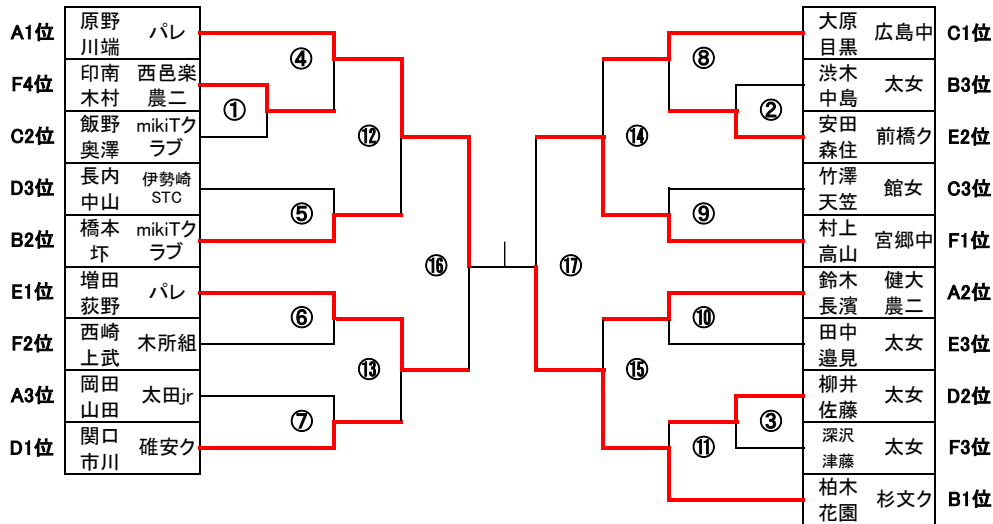 A1位 原野 川端 パレ
F4位 印南 木村 西邑楽 農二
C2位 飯野 奥澤 mikiTク ラブ
D3位 長内 中山 伊勢崎 STC
B2位 橋本 圷 mikiTク ラブ
E1位 増田 荻野 パレ
F2位 西崎 上武 木所組
A3位 岡田 山田 太田jr
D1位 関口 市川 碓安ク
④
①
⑫
⑤
⑯
⑥
⑬
⑦
⑧
②
⑭
⑨
⑰
⑩
⑮
③
⑪
大原 目黒 広島中 C1位
渋木 中島 太女 B3位
安田 森住 前橋ク E2位
竹澤 天笠 館女 C3位
村上 高山 宮郷中 F1位
鈴木 長濱 健大 農二 A2位
田中 邉見 太女 E3位
柳井 佐藤 太女 D2位
深沢 津藤 太女 F3位
柏木 花園 杉文ク B1位